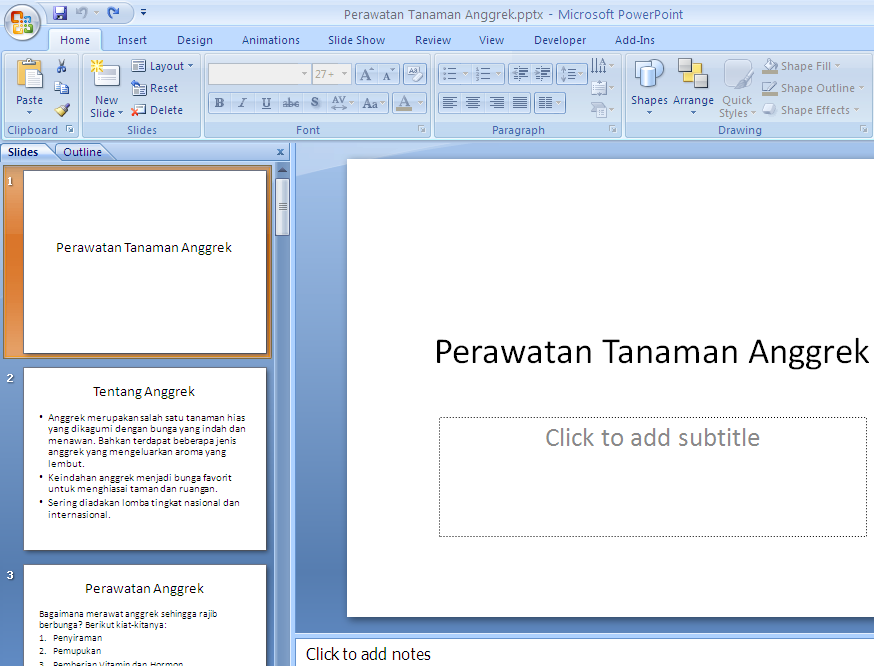 Perawatan Tanaman Anggrek.pptx - Microsoft PowerPoint
Home Insert Design Animations Slide Show Review View Developer Add-Ins
Paste
Clipboard
New Slide
Layout
Reset
Delete
Slides
27+
A A
B I U abc S AV Aa A
Font
Paragraph
Shapes
Arrange
Quick Styles
Shape Fill
Shape Outline
Shape Effects
Drawing
Slides Outline x
1
Perawatan Tanaman Anggrek
2
Tentang Anggrek
• Anggrek merupakan salah satu tanaman hias
yang dikagumi dengan bunga yang indah dan
menawan. Bahkan terdapat beberapa jenis
anggrek yang mengeluarkan aroma yang
lembut.
• Keindahan anggrek menjadi bunga favorit
untuk menghiasai taman dan ruangan.
• Sering diadakan lomba tingkat nasional dan
internasional.
3
Perawatan Anggrek
Bagaimana merawat anggrek sehingga rajib
berbunga? Berikut kiat-kitanya:
1. Penyiraman
2. Pemupukan
3. Pemberian Vitamin dan Hormon
Perawatan Tanaman Anggrek
Click to add subtitle
Click to add notes